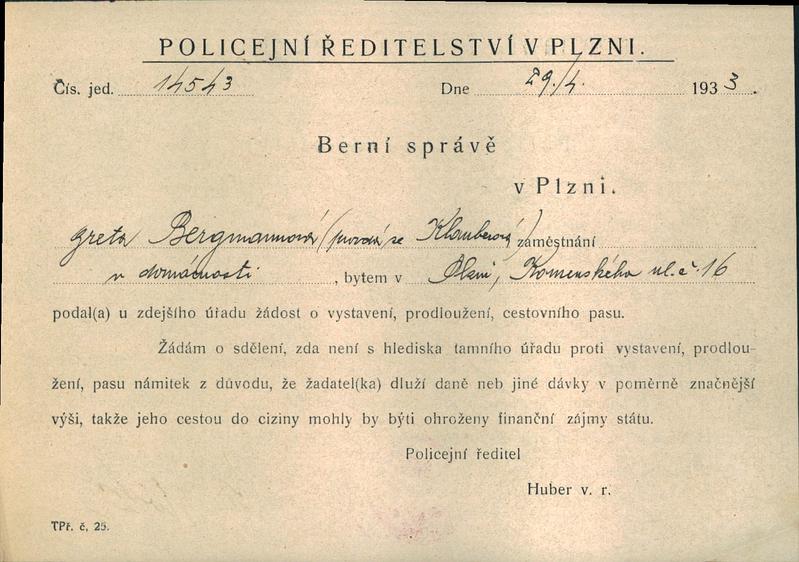 POLICEJNÍ ŘEDITELSTVÍ V PLZNI.
Čís. jed. 14543 Dne 29./4. 1933.
Berní správě
v Plzni.
Greta Bergmannová (provdá se Klauberová) zaměstnání
v domácnosti, bytem v Plzni, Komenského ul. č. 16
podal(a) u zdejšího úřadu žádost o vystavení, prodloužení, cestovního pasu.
Žádám o sdělení, zda není s hlediska tamního úřadu proti vystavení, prodlou-
žení, pasu námitek z důvodu, že žadatel(ka) dluží daně neb jiné dávky v poměrně značnější
výši, takže jeho cestou do ciziny mohly by býti ohroženy finanční zájmy státu.
Policejní ředitel
Huber v. r.
TPř. č, 25.